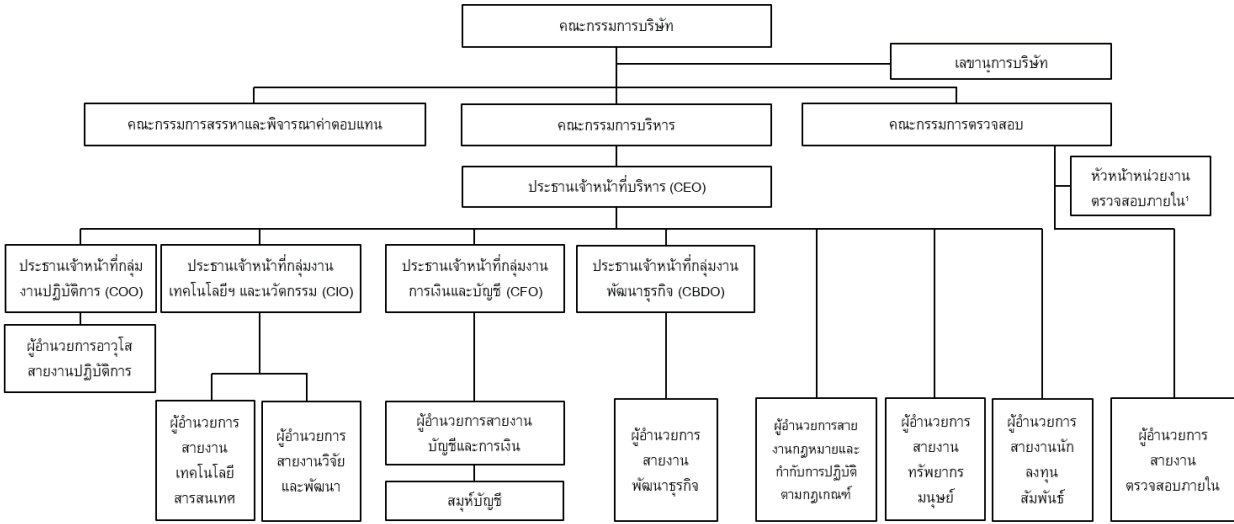 คณะกรรมการบริษัท
เลขานุการบริษัท
คณะกรรมการสรรหาและพิจารณาค่าตอบแทน
คณะกรรมการบริหาร
คณะกรรมการตรวจสอบ
ประธานเจ้าหน้าที่บริหาร (CEO)
หัวหน้าหน่วยงาน
ตรวจสอบภายใน¹
ประธานเจ้าหน้าที่กลุ่ม
งานปฏิบัติการ (COO)
ประธานเจ้าหน้าที่กลุ่มงาน
เทคโนโลยีฯ และนวัตกรรม (CIO)
ประธานเจ้าหน้าที่กลุ่มงาน
การเงินและบัญชี (CFO)
ประธานเจ้าหน้าที่กลุ่มงาน
พัฒนาธุรกิจ (CBDO)
ผู้อำนวยการอาวุโส
สายงานปฏิบัติการ
ผู้อำนวยการ
สายงาน
เทคโนโลยี
สารสนเทศ
ผู้อำนวยการ
สายงานวิจัย
และพัฒนา
ผู้อำนวยการสายงาน
บัญชีและการเงิน
สมุห์บัญชี
ผู้อำนวยการ
สายงาน
พัฒนาธุรกิจ
ผู้อำนวยการสาย
งานกฎหมายและ
กำกับการปฏิบัติ
ตามกฎเกณฑ์
ผู้อำนวยการ
สายงาน
ทรัพยากร
มนุษย์
ผู้อำนวยการ
สายงานนัก
ลงทุน
สัมพันธ์
ผู้อำนวยการ
สายงาน
ตรวจสอบภายใน